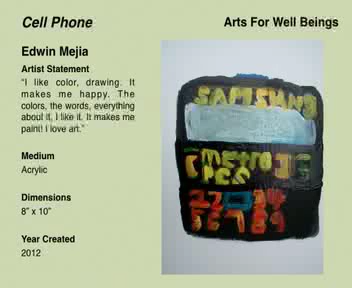 Cell Phone
Arts For Well Beings
Edwin Mejia
Artist Statement
“I like color, drawing. It
makes me happy. The
colors, the words, everything
about it, I like it. It makes me
paint! I love art.”
Medium
Acrylic
Dimensions
8” x 10”
Year Created
2012
SAMSUNG
metro
PCS